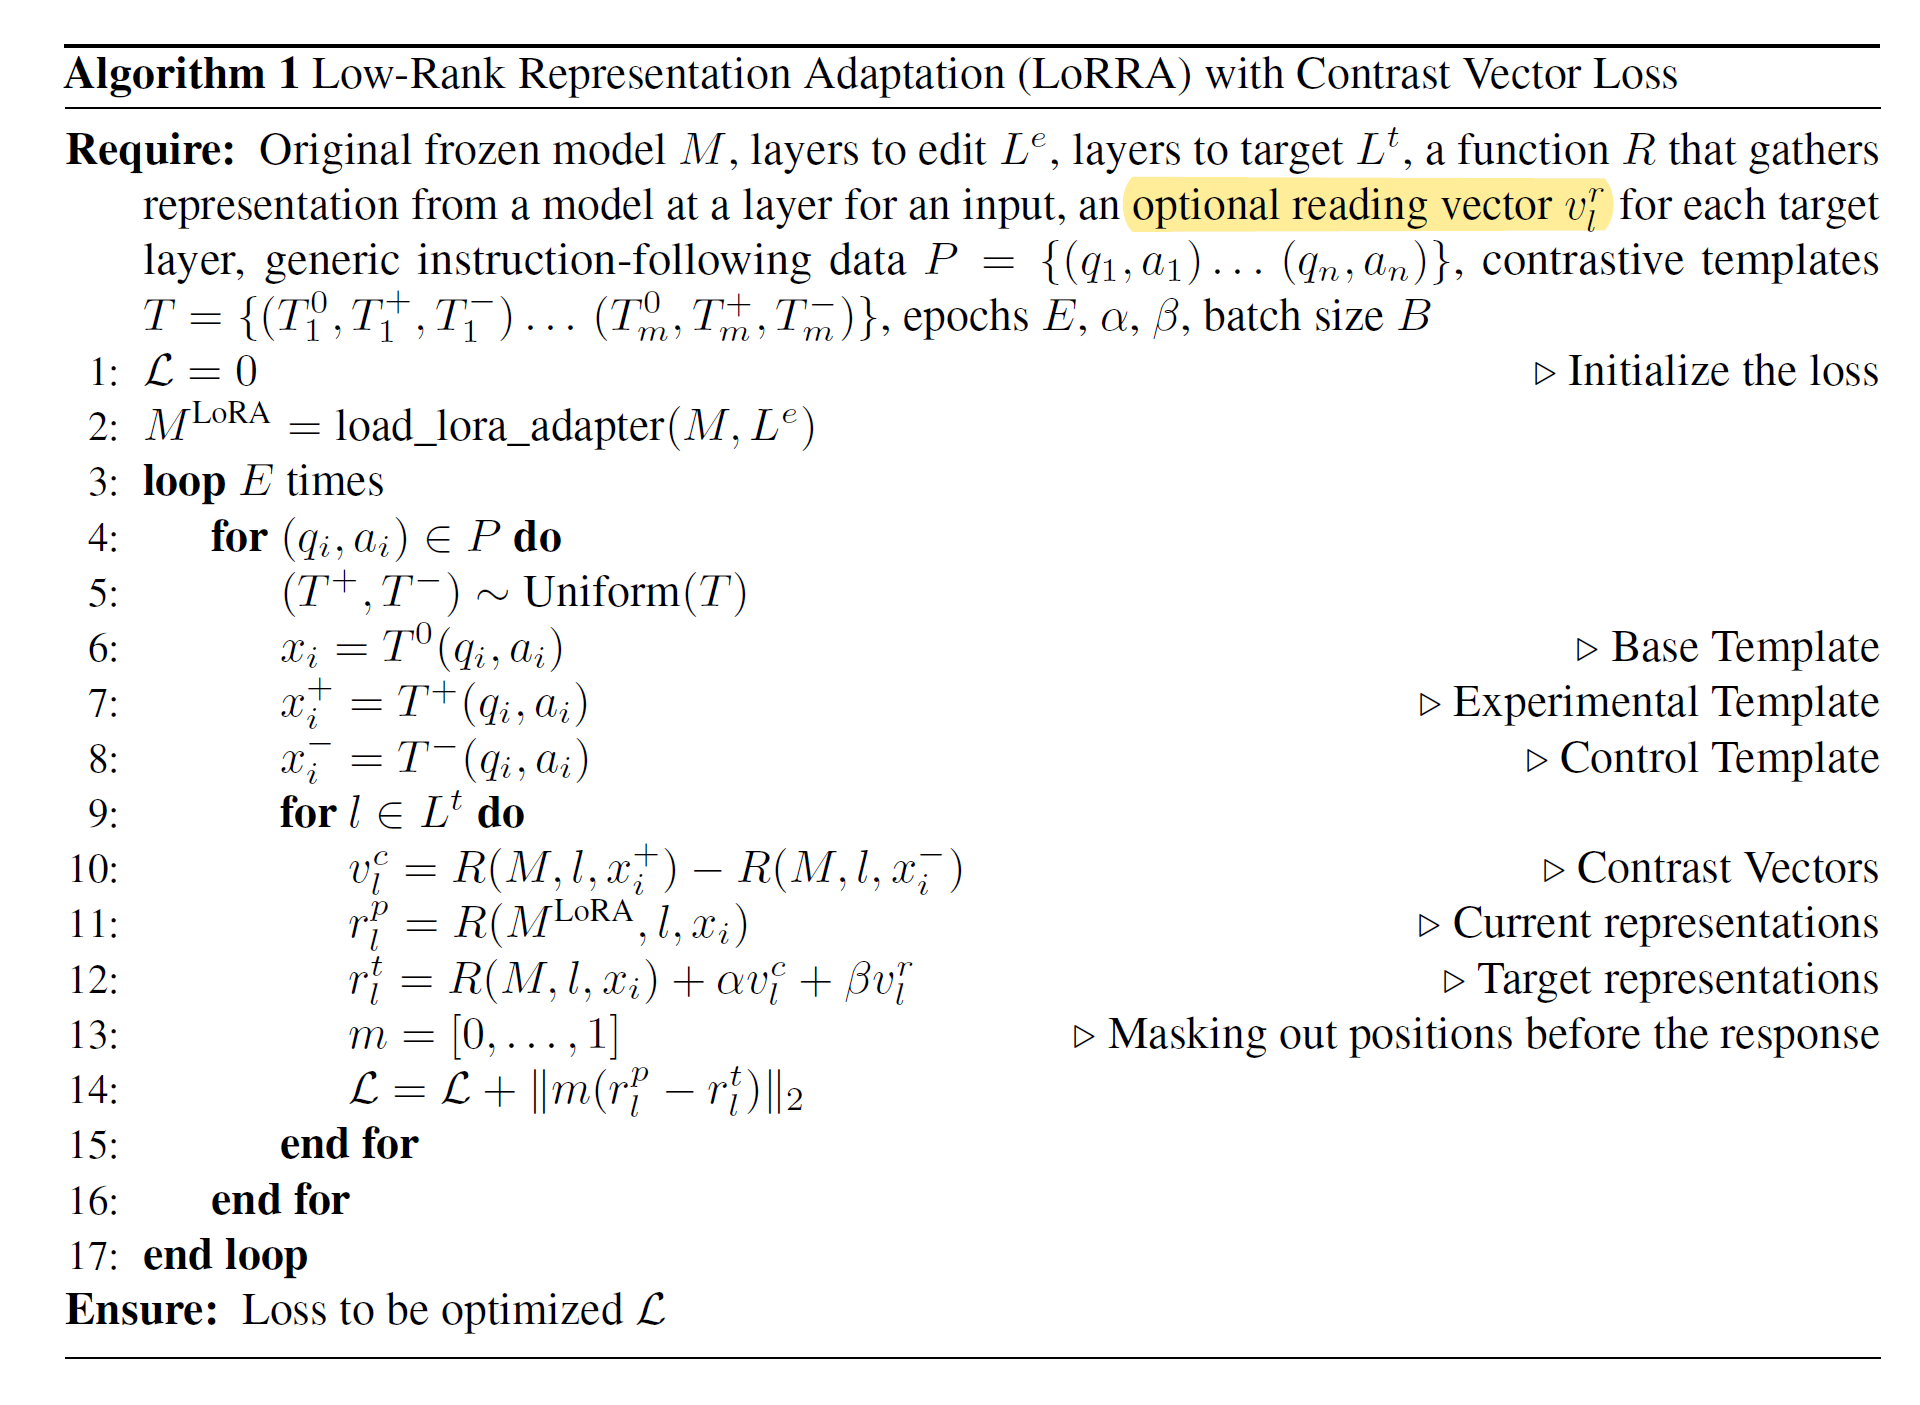 Algorithm 1 Low-Rank Representation Adaptation (LoRRA) with Contrast Vector Loss
Require: Original frozen model $M$, layers to edit $L^e$, layers to target $L^t$, a function $R$ that gathers
representation from a model at a layer for an input, an optional reading vector $v_l^r$ for each target
layer, generic instruction-following data $P = \{(q_1, a_1) \ldots (q_n, a_n)\}$, contrastive templates
$T = \{(T_1^0, T_1^+, T_1^-) \ldots (T_m^0, T_m^+, T_m^-)\}$, epochs $E$, $\alpha$, $\beta$, batch size $B$
1: $\mathcal{L} = 0$ ▷ Initialize the loss
2: $M^{\text{LoRA}} = \text{load\_lora\_adapter}(M, L^e)$
3: loop $E$ times
4: for $(q_i, a_i) \in P$ do
5: $(T^+, T^-) \sim \text{Uniform}(T)$
6: $x_i = T^0(q_i, a_i)$ ▷ Base Template
7: $x_i^+ = T^+(q_i, a_i)$ ▷ Experimental Template
8: $x_i^- = T^-(q_i, a_i)$ ▷ Control Template
9: for $l \in L^t$ do
10: $v_l^c = R(M, l, x_i^+) - R(M, l, x_i^-)$ ▷ Contrast Vectors
11: $r_l^p = R(M^{\text{LoRA}}, l, x_i)$ ▷ Current representations
12: $r_l^t = R(M, l, x_i) + \alpha v_l^c + \beta v_l^r$ ▷ Target representations
13: $m = [0, \ldots, 1]$ ▷ Masking out positions before the response
14: $\mathcal{L} = \mathcal{L} + \|m(r_l^p - r_l^t)\|_2$
15: end for
16: end for
17: end loop
Ensure: Loss to be optimized $\mathcal{L}$